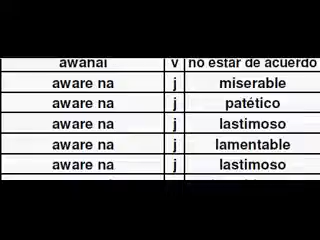 awanai v no estar de acuerdo
aware na j miserable
aware na j patético
aware na j lastimoso
aware na j lamentable
aware na j lastimoso